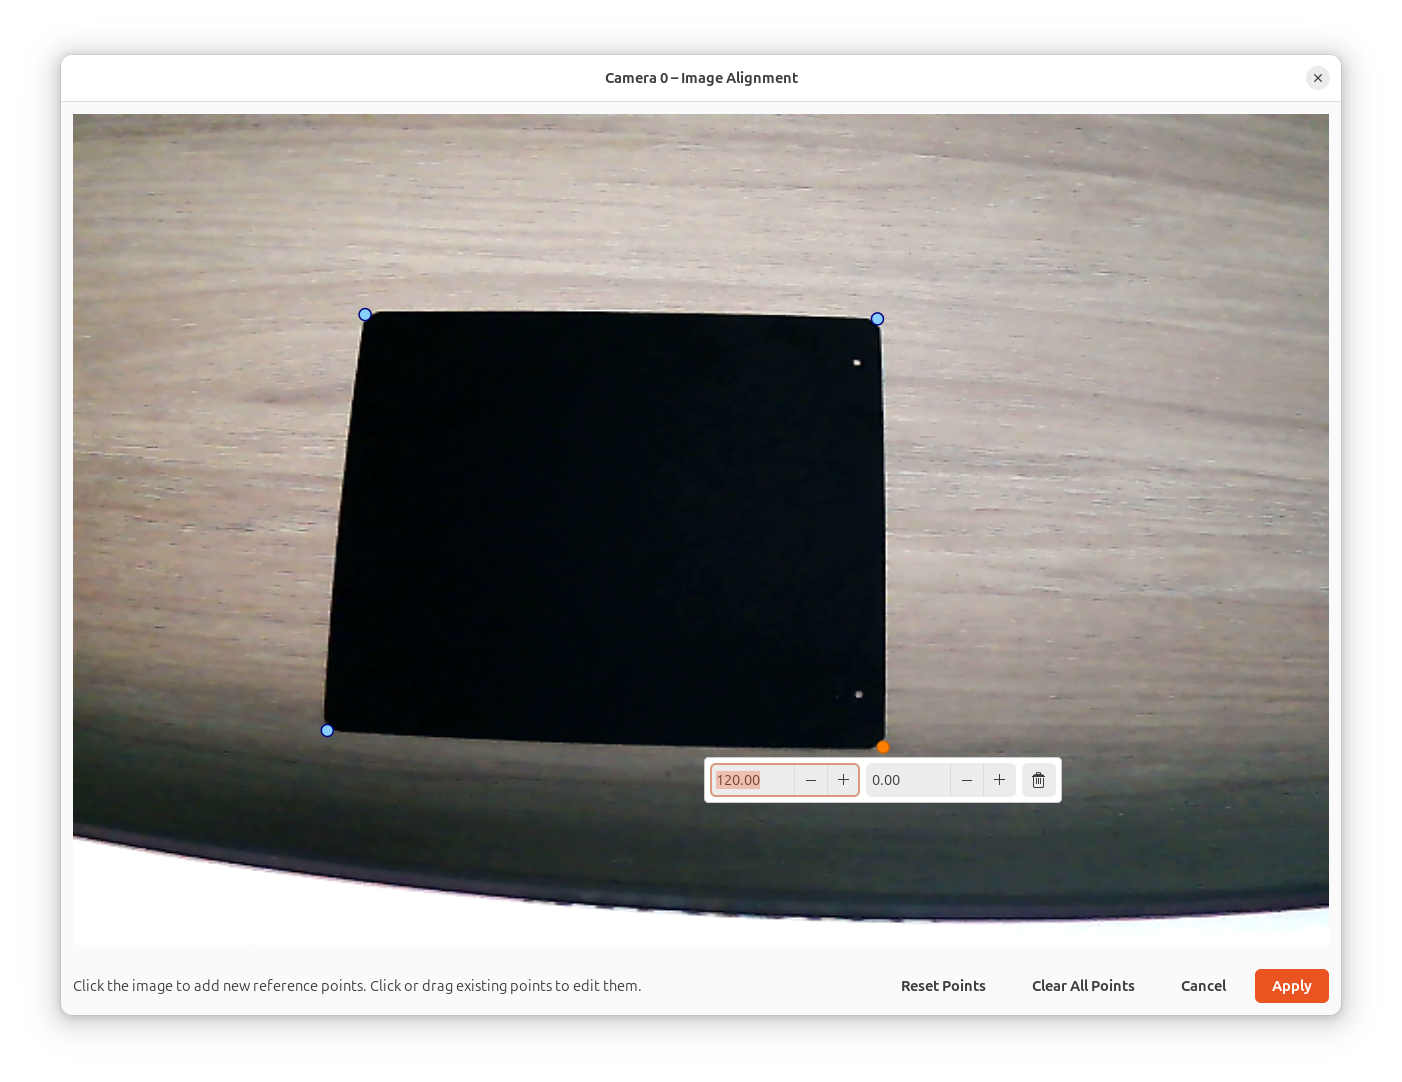 Camera 0 – Image Alignment
120.00
0.00
Click the image to add new reference points. Click or drag existing points to edit them.
Reset Points
Clear All Points
Cancel
Apply